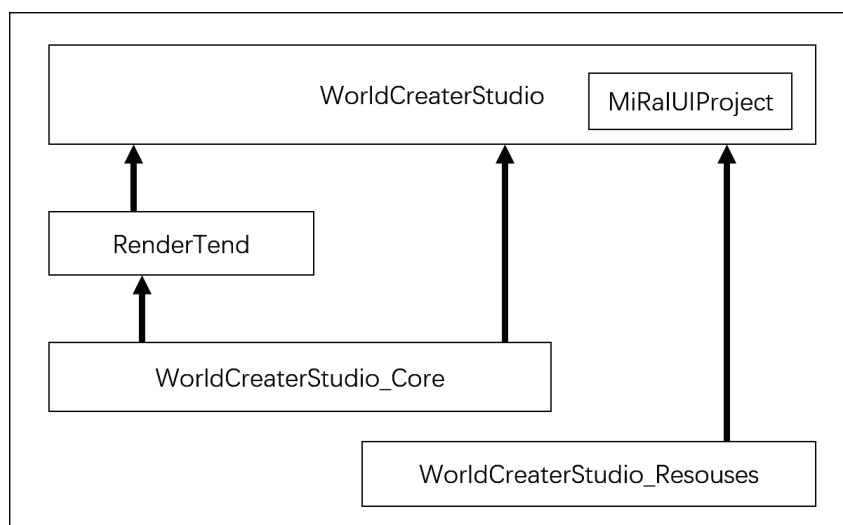 WorldCreaterStudio
MiRaIUIProject
RenderTend
WorldCreaterStudio_Core
WorldCreaterStudio_Resouses